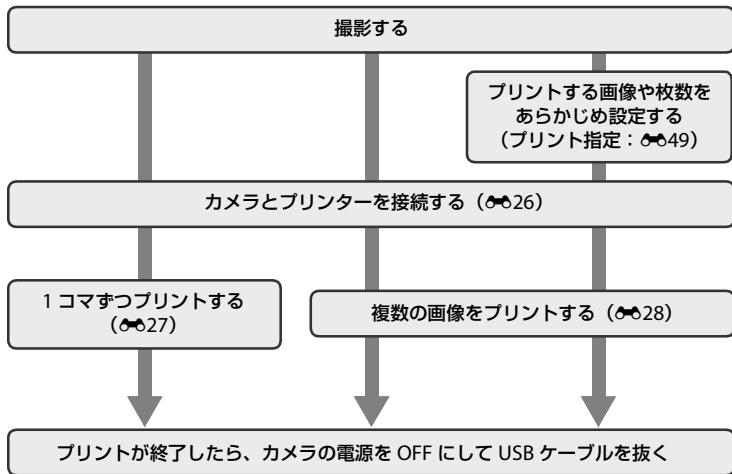 撮影する
プリントする画像や枚数を
あらかじめ設定する
(プリント指定：49)
カメラとプリンターを接続する(26)
1 コマずつプリントする
(27)
複数の画像をプリントする(28)
プリントが終了したら、カメラの電源を OFF にして USB ケーブルを抜く